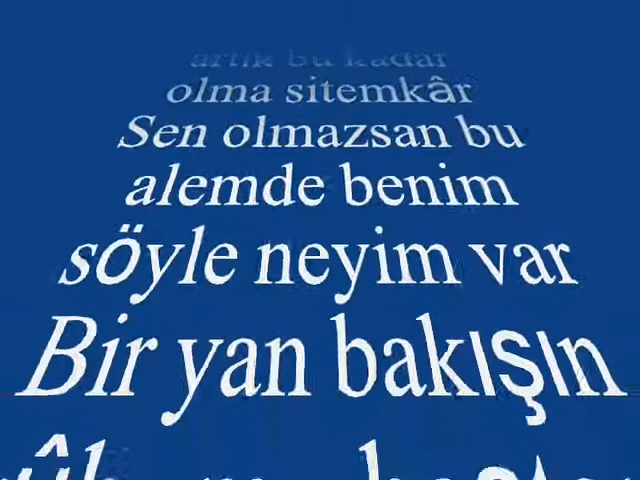 artık bu kadar
olma sitemkâr
Sen olmazsan bu
alemde benim
söyle neyim var
Bir yan bakışın